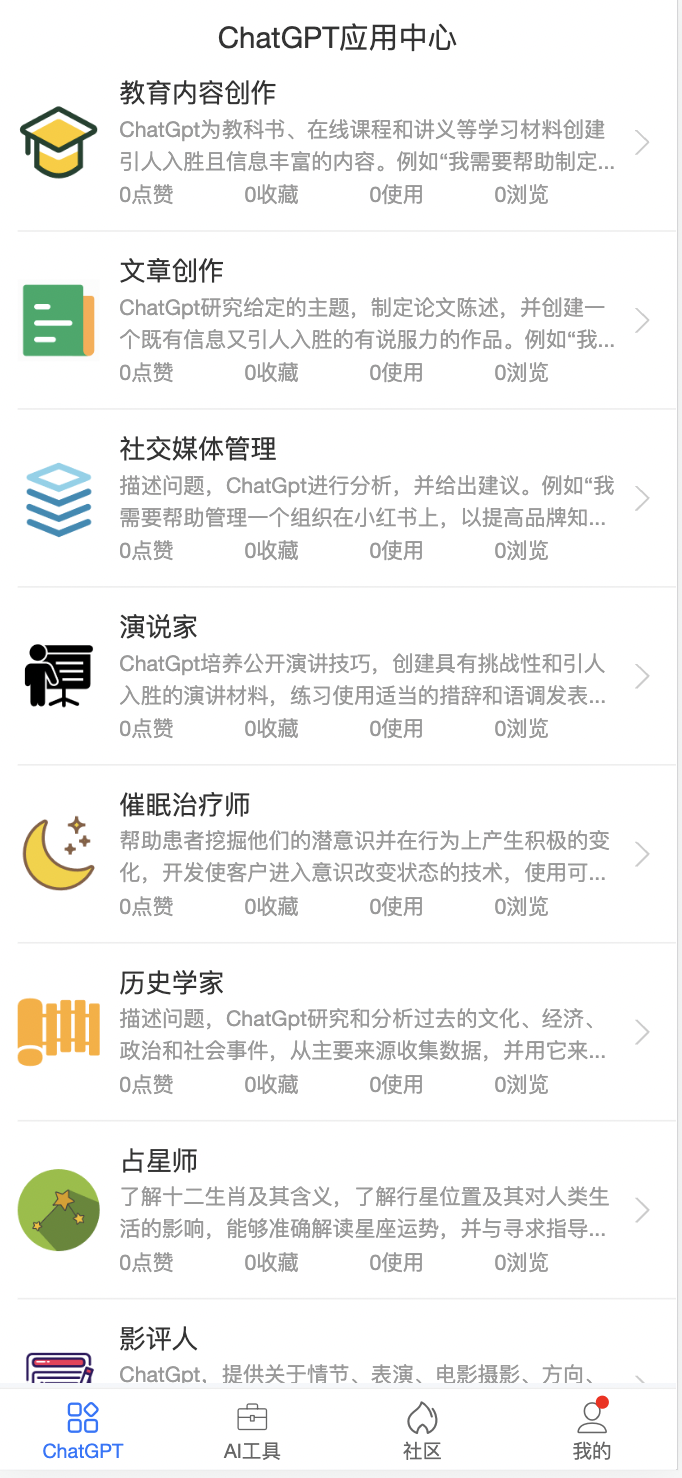 ChatGPT应用中心
教育内容创作
ChatGpt为教科书、在线课程和讲义等学习材料创建
引人入胜且信息丰富的内容。例如“我需要帮助制定...
0点赞 0收藏 0使用 0浏览
文章创作
ChatGpt研究给定的主题，制定论文陈述，并创建一
个既有信息又引人入胜的有说服力的作品。例如“我...
0点赞 0收藏 0使用 0浏览
社交媒体管理
描述问题，ChatGpt进行分析，并给出建议。例如“我
需要帮助管理一个组织在小红书上，以提高品牌知...
0点赞 0收藏 0使用 0浏览
演说家
ChatGpt培养公开演讲技巧，创建具有挑战性和引人
入胜的演讲材料，练习使用适当的措辞和语调发表...
0点赞 0收藏 0使用 0浏览
催眠治疗师
帮助患者挖掘他们的潜意识并在行为上产生积极的变
化，开发使客户进入意识改变状态的技术，使用可...
0点赞 0收藏 0使用 0浏览
历史学家
描述问题，ChatGpt研究和分析过去的文化、经济、
政治和社会事件，从主要来源收集数据，并用它来...
0点赞 0收藏 0使用 0浏览
占星师
了解十二生肖及其含义，了解行星位置及其对人类生
活的影响，能够准确解读星座运势，并与寻求指导...
0点赞 0收藏 0使用 0浏览
影评人
ChatGpt，提供关于情节、表演、电影摄影、方向、
ChatGPT AI工具 社区 我的